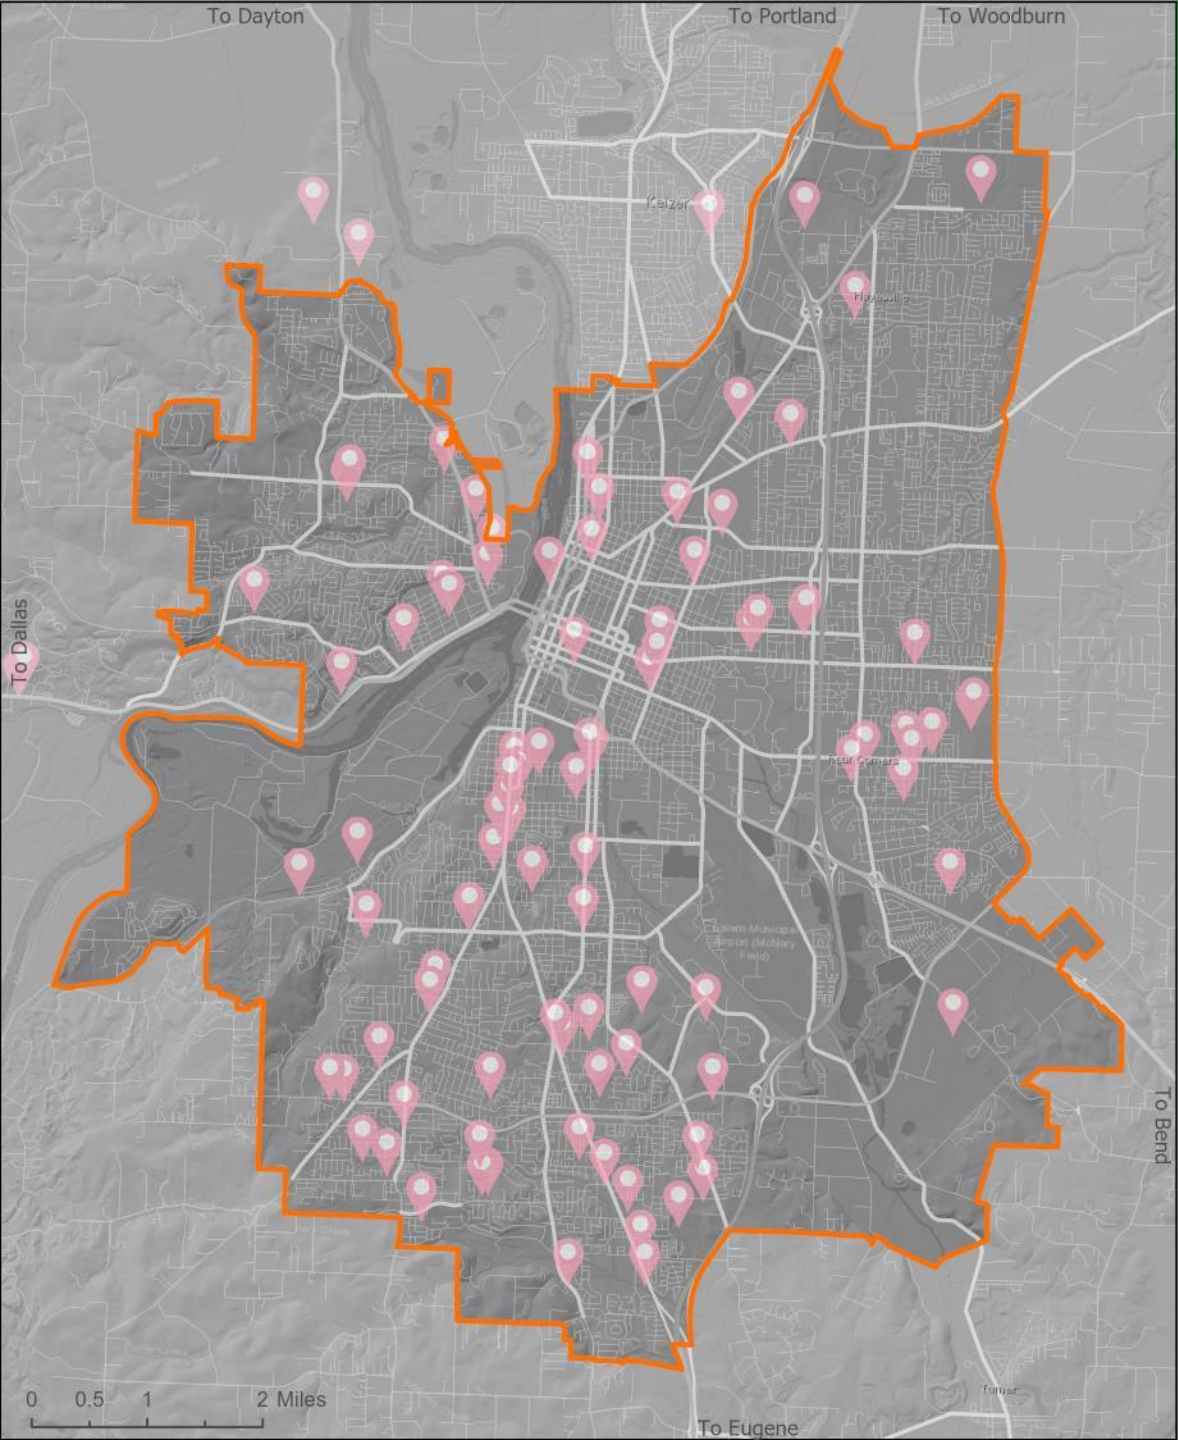 To Dayton
To Portland
To Woodburn
Keizer
Hayesville
To Dallas
Four Corners
Salem Municipal
Airport (McNary
Field)
To Bend
0 0.5 1 2 Miles
Turner
To Eugene